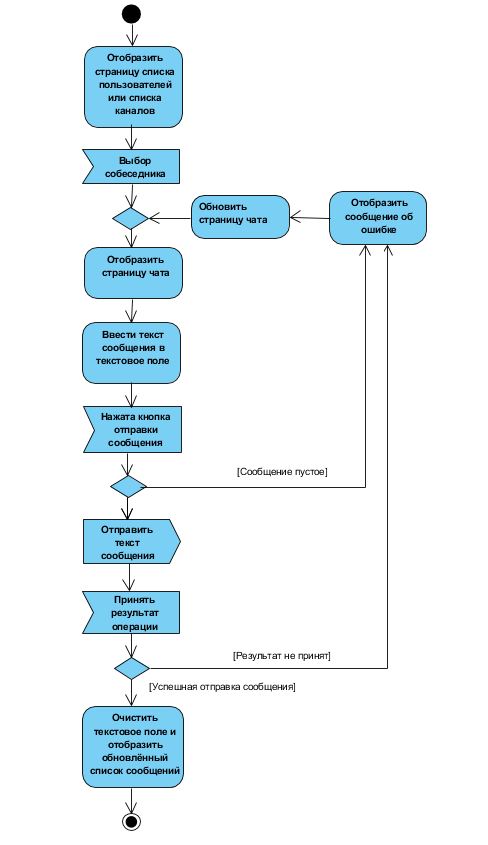 Отобразить
страницу списка
пользователей
или списка
каналов
Выбор
собеседника
Обновить
страницу чата
Отобразить
сообщение об
ошибке
Отобразить
страницу чата
Ввести текст
сообщения в
текстовое поле
Нажата кнопка
отправки
сообщения
[Сообщение пустое]
Отправить
текст
сообщения
Принять
результат
операции
[Результат не принят]
[Успешная отправка сообщения]
Очистить
текстовое поле и
отобразить
обновлённый
список сообщений